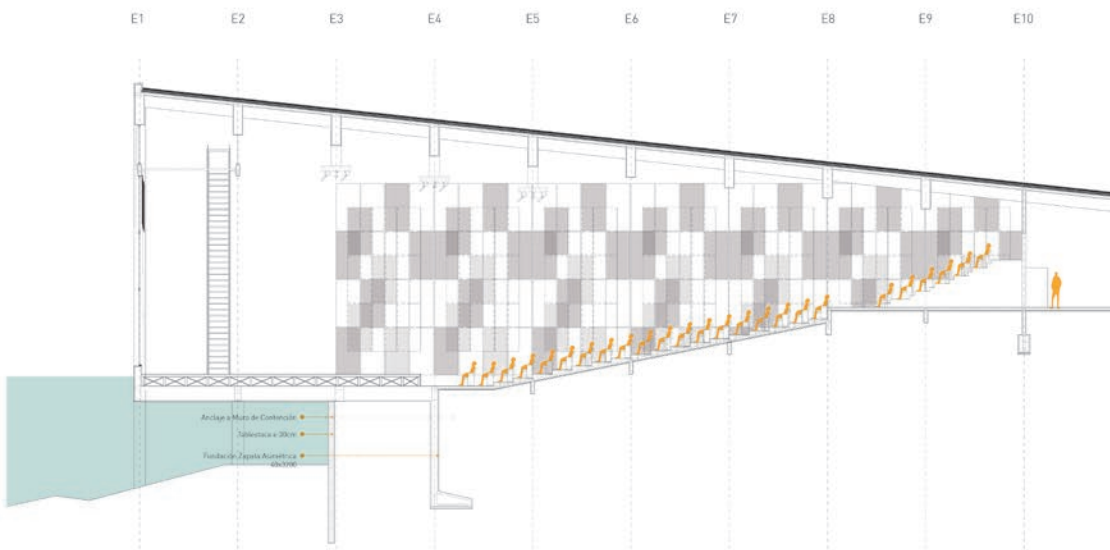 E1 E2 E3 E4 E5 E6 E7 E8 E9 E10
Anclaje a Muro de Contención
Tablestaca e-30cm
Fundación Zapata Asimétrica
60x3200